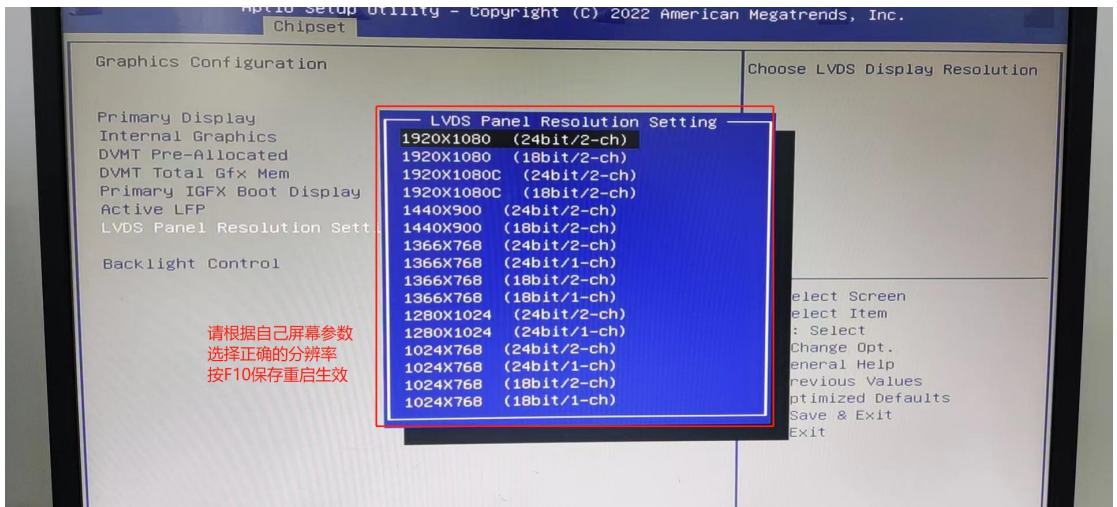 Aptio Setup Utility – Copyright (C) 2022 American Megatrends, Inc.
Chipset
Graphics Configuration
Primary Display
Internal Graphics
DVMT Pre-Allocated
DVMT Total Gfx Mem
Primary IGFX Boot Display
Active LFP
LVDS Panel Resolution Setti
Backlight Control
LVDS Panel Resolution Setting
1920X1080 (24bit/2-ch)
1920X1080 (18bit/2-ch)
1920X1080C (24bit/2-ch)
1920X1080C (18bit/2-ch)
1440X900 (24bit/2-ch)
1440X900 (18bit/2-ch)
1366X768 (24bit/2-ch)
1366X768 (24bit/1-ch)
1366X768 (18bit/2-ch)
1366X768 (18bit/1-ch)
1280X1024 (24bit/2-ch)
1280X1024 (24bit/1-ch)
1024X768 (24bit/2-ch)
1024X768 (24bit/1-ch)
1024X768 (18bit/2-ch)
1024X768 (18bit/1-ch)
请根据自己屏幕参数
选择正确的分辨率
按F10保存重启生效
Choose LVDS Display Resolution
elect Screen
elect Item
: Select
Change Opt.
eneral Help
revious Values
ptimized Defaults
Save & Exit
Exit